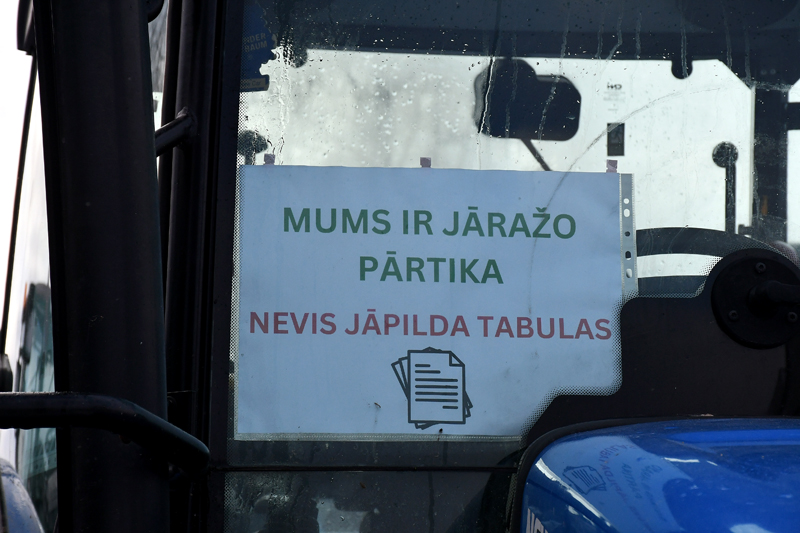 MUMS IR JĀRAŽO
PĀRTIKA
NEVIS JĀPILDA TABULAS